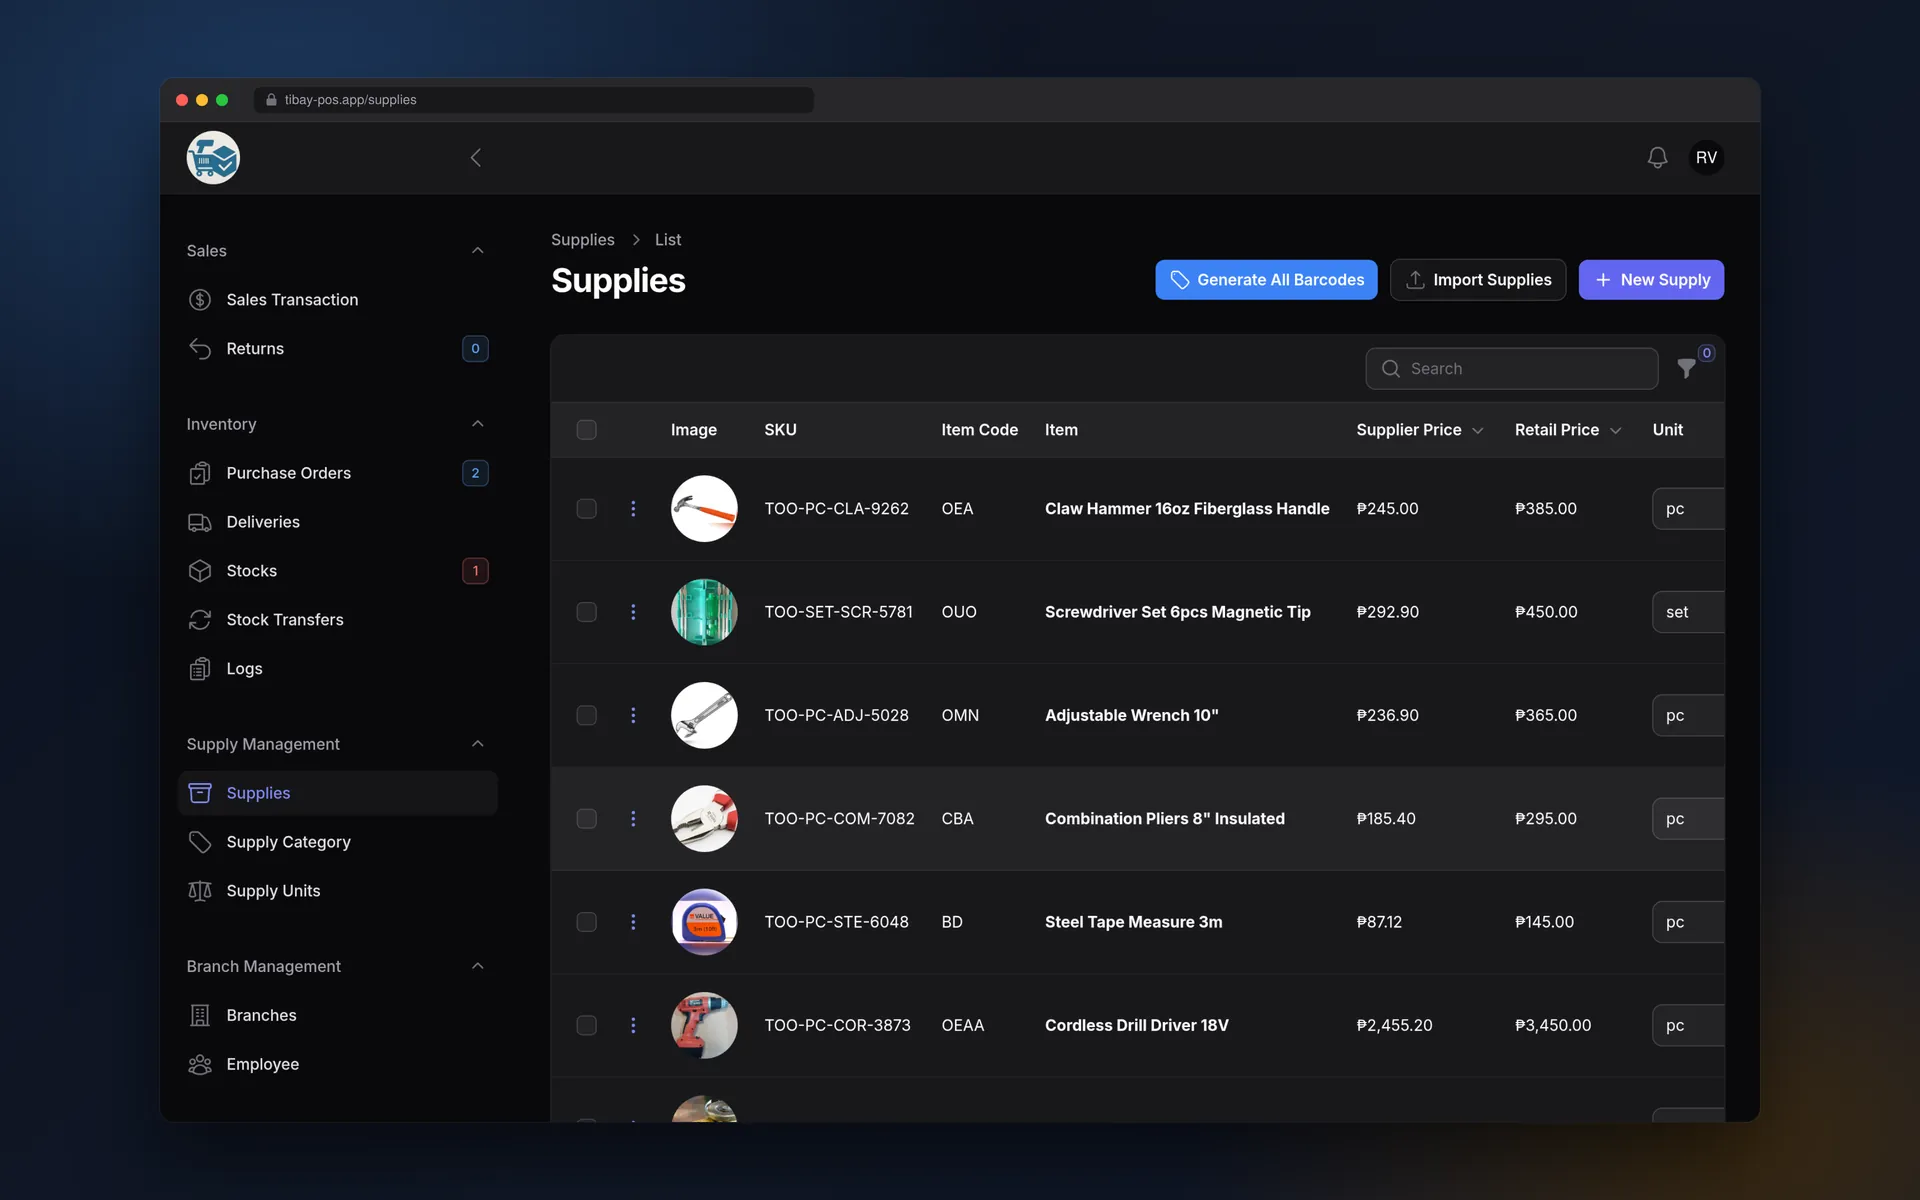 tibay-pos.app/supplies
RV
Sales
Sales Transaction
Returns 0
Inventory
Purchase Orders 2
Deliveries
Stocks 1
Stock Transfers
Logs
Supply Management
Supplies
Supply Category
Supply Units
Branch Management
Branches
Employee
Supplies > List
Supplies
Generate All Barcodes
Import Supplies
+ New Supply
Search
0
Image SKU Item Code Item Supplier Price Retail Price Unit
TOO-PC-CLA-9262 OEA Claw Hammer 16oz Fiberglass Handle ₱245.00 ₱385.00 pc
TOO-SET-SCR-5781 OUO Screwdriver Set 6pcs Magnetic Tip ₱292.90 ₱450.00 set
TOO-PC-ADJ-5028 OMN Adjustable Wrench 10" ₱236.90 ₱365.00 pc
TOO-PC-COM-7082 CBA Combination Pliers 8" Insulated ₱185.40 ₱295.00 pc
VALUE
TOO-PC-STE-6048 BD Steel Tape Measure 3m ₱87.12 ₱145.00 pc
TOO-PC-COR-3873 OEAA Cordless Drill Driver 18V ₱2,455.20 ₱3,450.00 pc